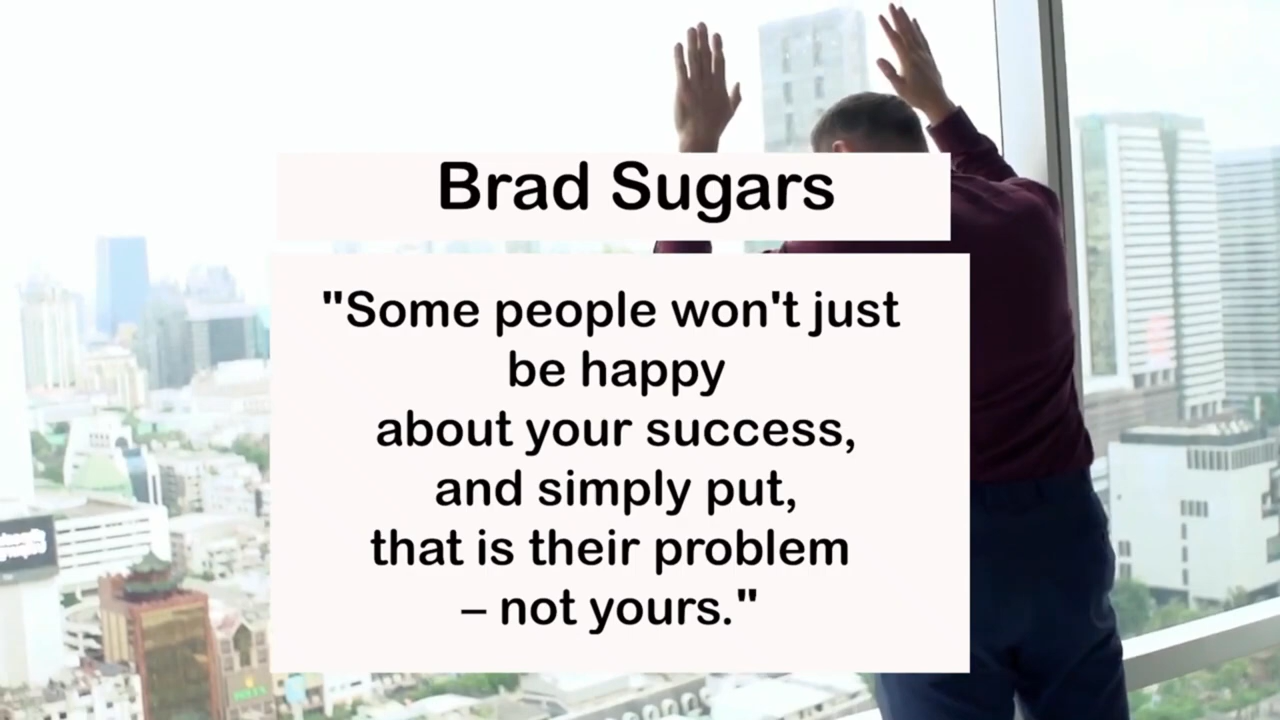 Brad Sugars
"Some people won't just
be happy
about your success,
and simply put,
that is their problem
– not yours."